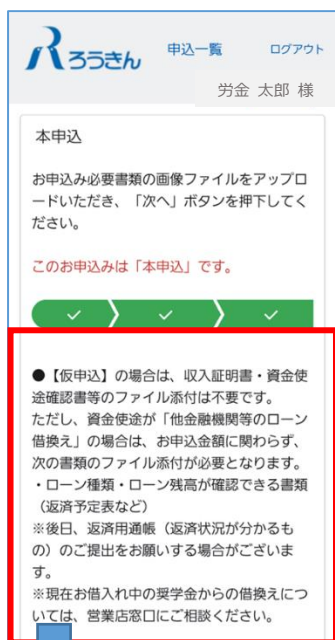 ろうきん 申込一覧 ログアウト
労金 太郎 様
本申込
お申込み必要書類の画像ファイルをアップロ
ードいただき、「次へ」ボタンを押下してく
ださい。
このお申込みは「本申込」です。
●【仮申込】の場合は、収入証明書・資金使
途確認書等のファイル添付は不要です。
ただし、資金使途が「他金融機関等のローン
借換え」の場合は、お申込金額に関わらず、
次の書類のファイル添付が必要となります。
・ローン種類・ローン残高が確認できる書類
（返済予定表など）
※後日、返済用通帳（返済状況が分かるも
の）のご提出をお願いする場合がございま
す。
※現在お借入れ中の奨学金からの借換えにつ
いては、営業店窓口にご相談ください。